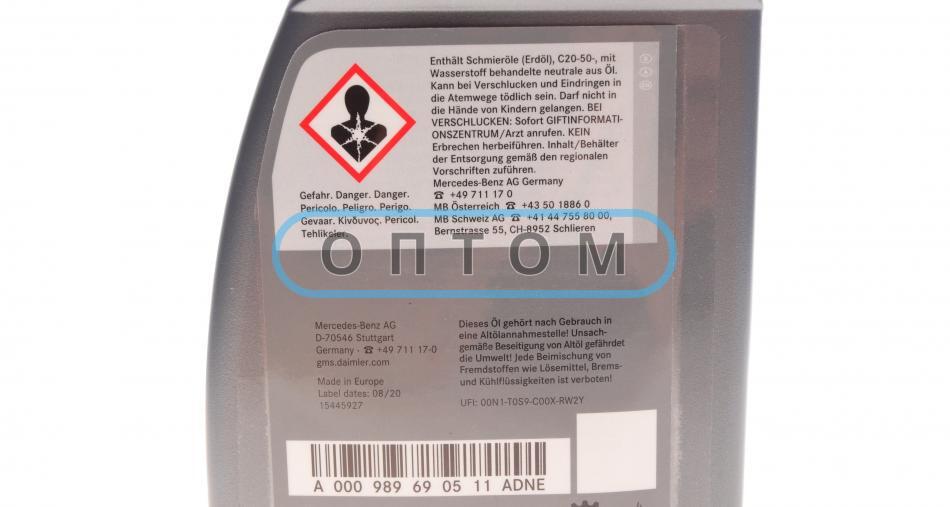 Enthält Schmieröle (Erdöl), C20-50-, mit
Wasserstoff behandelte neutrale aus Öl.
Kann bei Verschlucken und Eindringen in
die Atemwege tödlich sein. Darf nicht in
die Hände von Kindern gelangen. BEI
VERSCHLUCKEN: Sofort GIFTINFORMATI-
ONSZENTRUM/Arzt anrufen. KEIN
Erbrechen herbeiführen. Inhalt/Behälter
der Entsorgung gemäß den regionalen
Vorschriften zuführen.
Mercedes-Benz AG Germany
☎ +49 711 17 0
MB Österreich ☎ +43 50 1886 0
MB Schweiz AG ☎ +41 44 755 80 00,
Bernstrasse 55, CH-8952 Schlieren
Gefahr. Danger. Danger.
Pericolo. Peligro. Perigo.
Gevaar. Κίνδυνος. Pericol.
Tehlikeler.
ОПТОМ
Mercedes-Benz AG
D-70546 Stuttgart
Germany · ☎ +49 711 17-0
gms.daimler.com
Made in Europe
Label dates: 08/20
15445927
Dieses Öl gehört nach Gebrauch in
eine Altölannahmestelle! Unsach-
gemäße Beseitigung von Altöl gefährdet
die Umwelt! Jede Beimischung von
Fremdstoffen wie Lösemittel, Brems-
und Kühlflüssigkeiten ist verboten!
UFI: 00N1-T0S9-C00X-RW2Y
A 000 989 69 05 11 ADNE